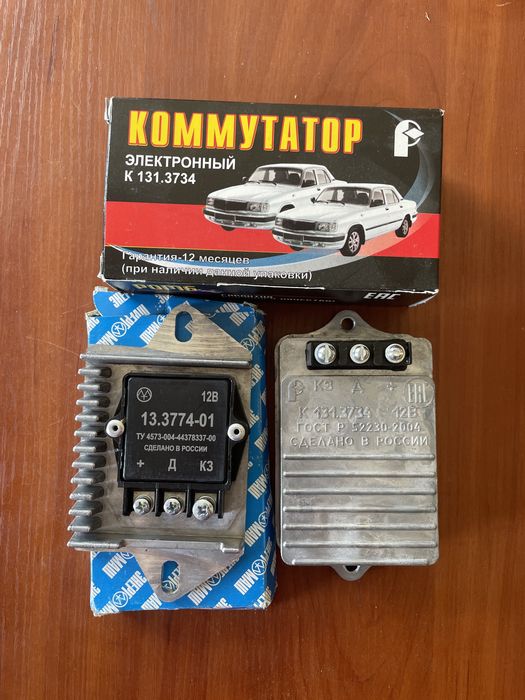 КОММУТАТОР
ЭЛЕКТРОННЫЙ
К 131.3734
Гарантия-12 месяцев
(при наличии данной упаковки)
ЕАС
12В
13.3774-01
ТУ 4573-004-44378337-00
СДЕЛАНО В РОССИИ
+ Д КЗ
КЗ Д +
К 131.3734 12В
ГОСТ Р 52230-2004
СДЕЛАНО В РОССИИ